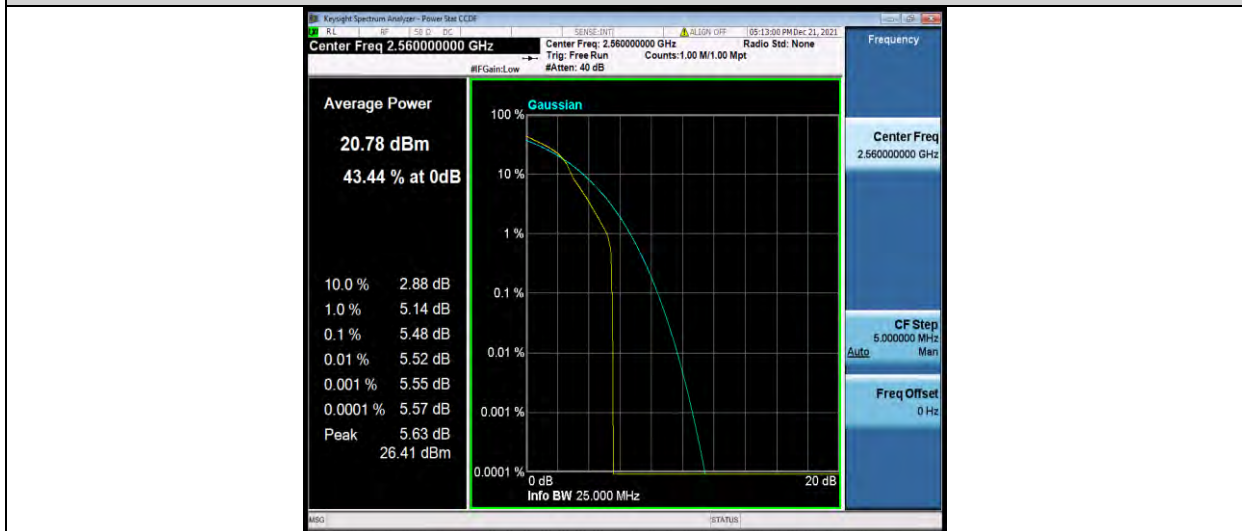 Keysight Spectrum Analyzer - Power Stat CCDF
RL RF 50 Ω DC SENSE:INT ALIGN OFF 05:13:00 PM Dec 21, 2021
Center Freq 2.560000000 GHz
Center Freq: 2.560000000 GHz Radio Std: None
Trig: Free Run Counts:1.00 M/1.00 Mpt
#IFGain:Low #Atten: 40 dB
Frequency
Center Freq
2.560000000 GHz
CF Step
5.000000 MHz
Auto Man
Freq Offset
0 Hz
Average Power
20.78 dBm
43.44 % at 0dB
10.0 % 2.88 dB
1.0 % 5.14 dB
0.1 % 5.48 dB
0.01 % 5.52 dB
0.001 % 5.55 dB
0.0001 % 5.57 dB
Peak 5.63 dB
26.41 dBm
Gaussian
100 %
10 %
1 %
0.1 %
0.01 %
0.001 %
0.0001 %
0 dB 20 dB
Info BW 25.000 MHz
MSG STATUS